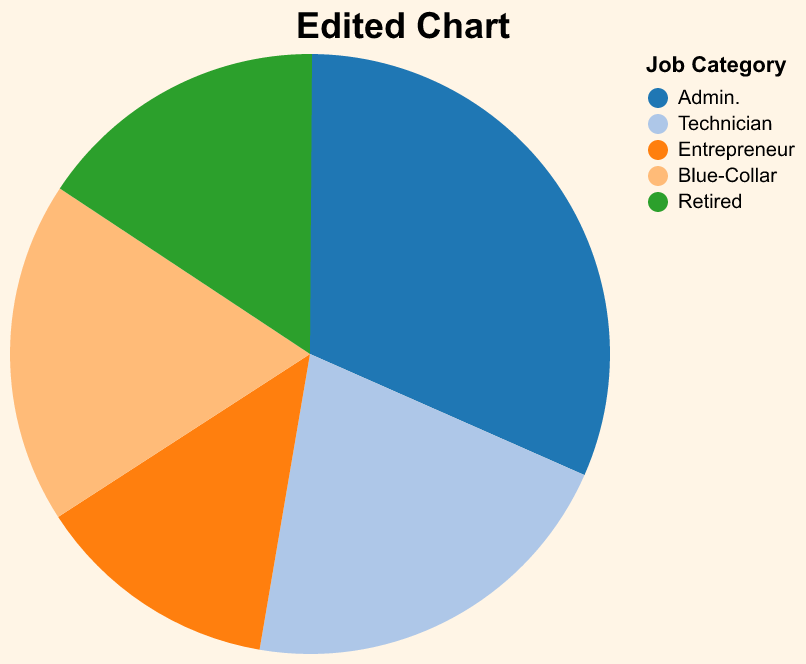 Edited Chart
Job Category
Admin.
Technician
Entrepreneur
Blue-Collar
Retired